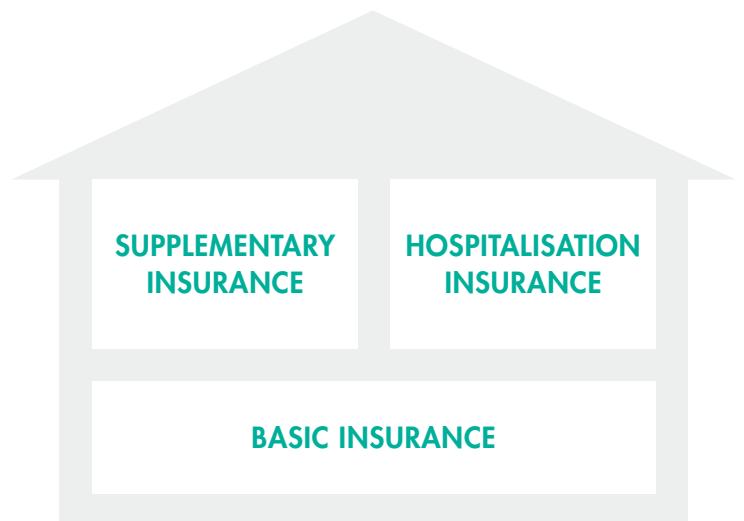 SUPPLEMENTARY
INSURANCE
HOSPITALISATION
INSURANCE
BASIC INSURANCE